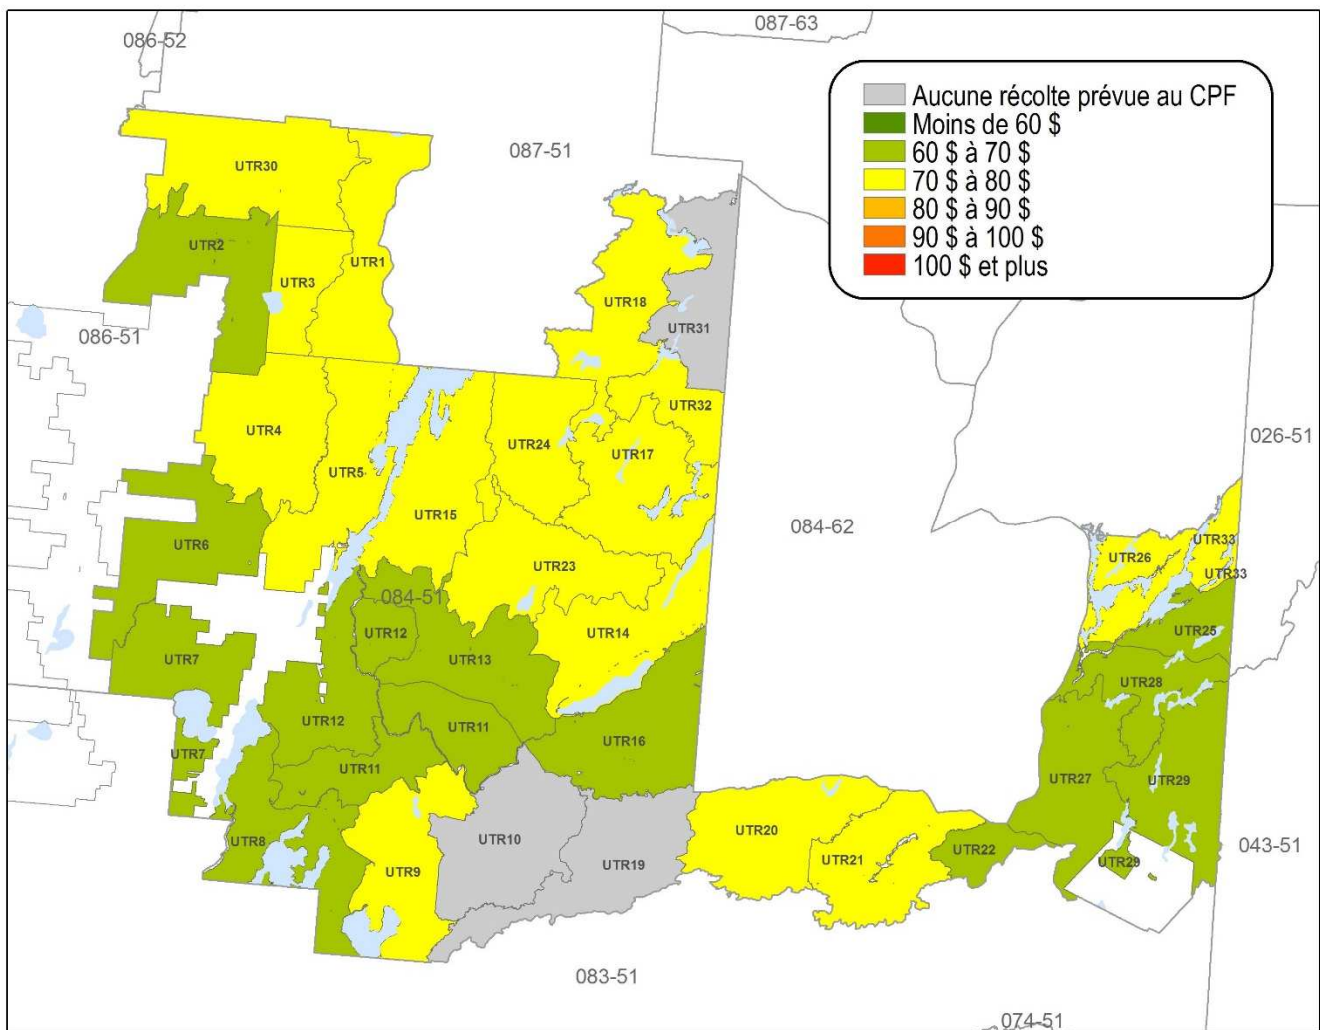 087-63
086-52
Aucune récolte prévue au CPF
Moins de 60 $
60 $ à 70 $
70 $ à 80 $
80 $ à 90 $
90 $ à 100 $
100 $ et plus
087-51
UTR30
UTR2
UTR1
UTR3
UTR18
UTR31
086-51
UTR32
UTR4
UTR24
UTR17
UTR5
026-51
UTR15
084-62
UTR6
UTR33
UTR26
UTR23
UTR33
084-51
UTR12
UTR14
UTR25
UTR7
UTR13
UTR28
UTR12
UTR11
UTR16
UTR7
UTR11
UTR27
UTR29
UTR20
UTR8
UTR10
UTR22
043-51
UTR9
UTR19
UTR21
UTR29
083-51
074-51